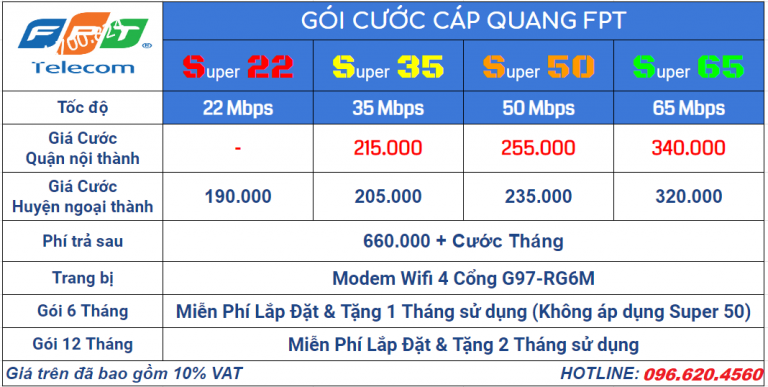 GÓI CƯỚC CÁP QUANG FPT
FPT ®
Telecom
Super 22 Super 35 Super 50 Super 65
Tốc độ 22 Mbps 35 Mbps 50 Mbps 65 Mbps
Giá Cước
Quận nội thành - 215.000 255.000 340.000
Giá Cước
Huyện ngoại thành 190.000 205.000 235.000 320.000
Phí trả sau 660.000 + Cước Tháng
Trang bị Modem Wifi 4 Cổng G97-RG6M
Gói 6 Tháng Miễn Phí Lắp Đặt & Tặng 1 Tháng sử dụng (Không áp dụng Super 50)
Gói 12 Tháng Miễn Phí Lắp Đặt & Tặng 2 Tháng sử dụng
Giá trên đã bao gồm 10% VAT HOTLINE: 096.620.4560